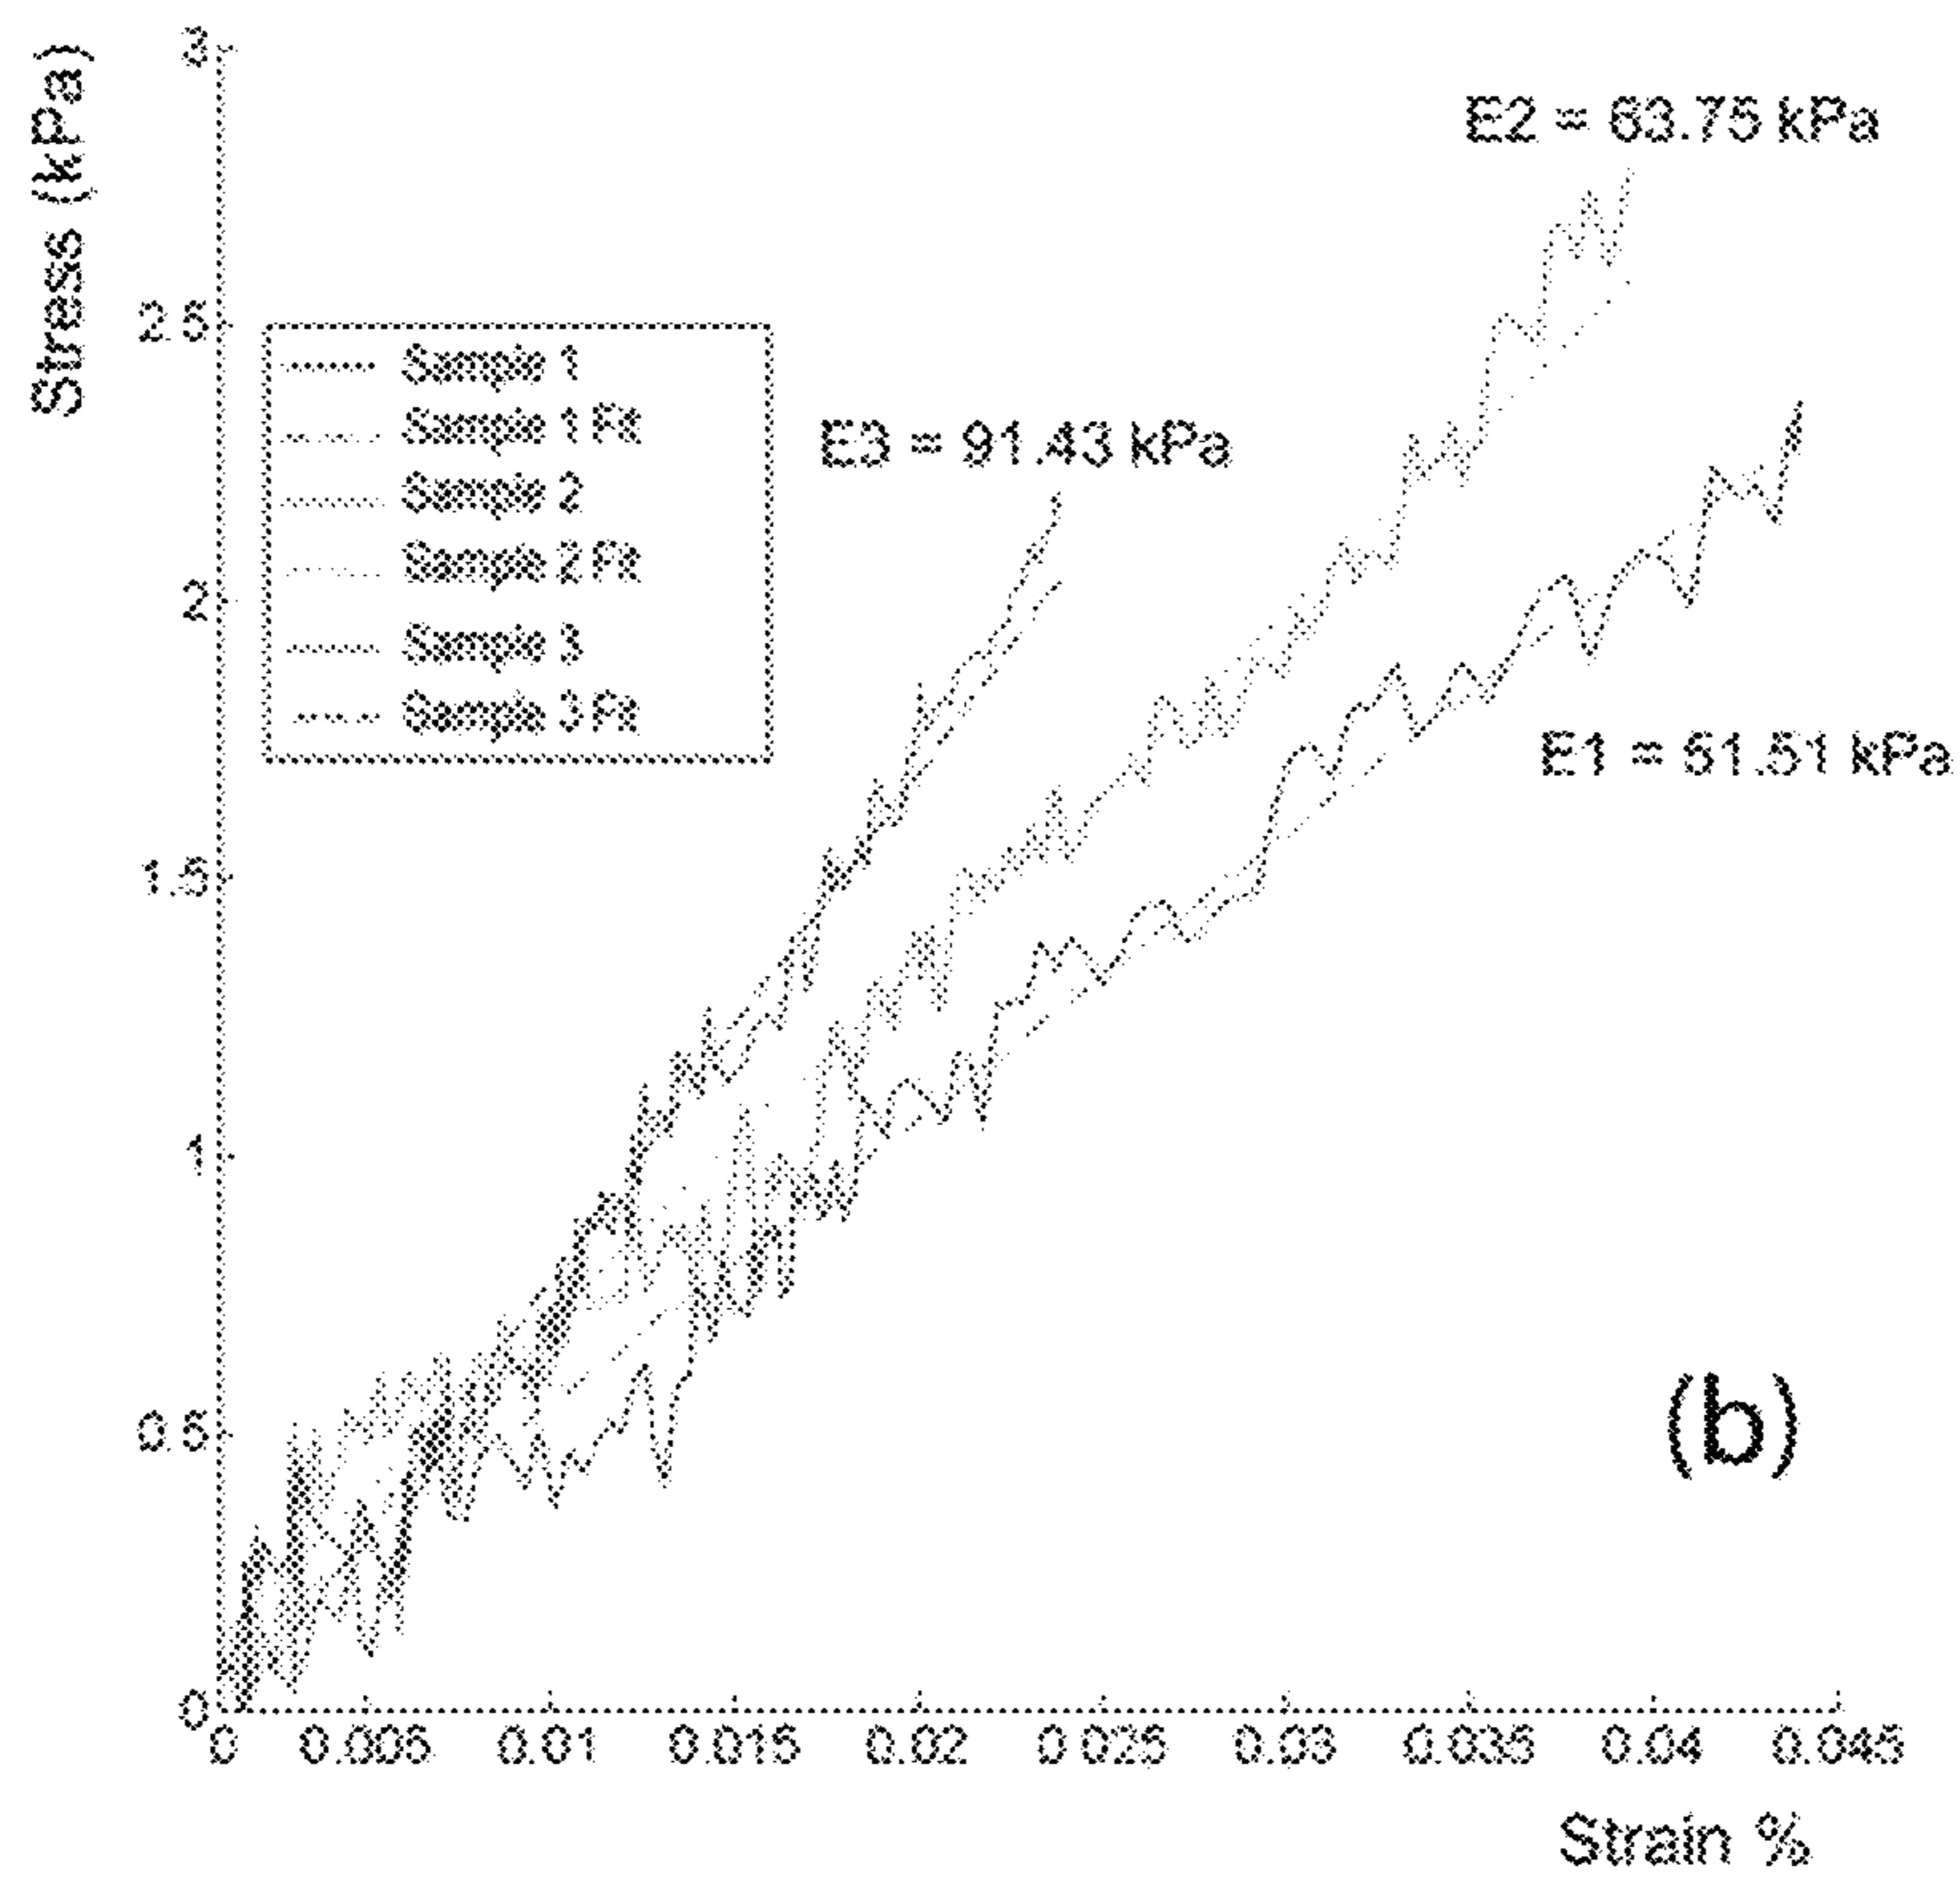 Stress (kPa)
3
2.5
2
1.5
1
0.5
0
Sample 1
Sample 1 Fit
Sample 2
Sample 2 Fit
Sample 3
Sample 3 Fit
E2 = 63.75 kPa
E3 = 91.43 kPa
E1 = 51.51 kPa
(b)
0 0.005 0.01 0.015 0.02 0.025 0.03 0.035 0.04 0.045
Strain %